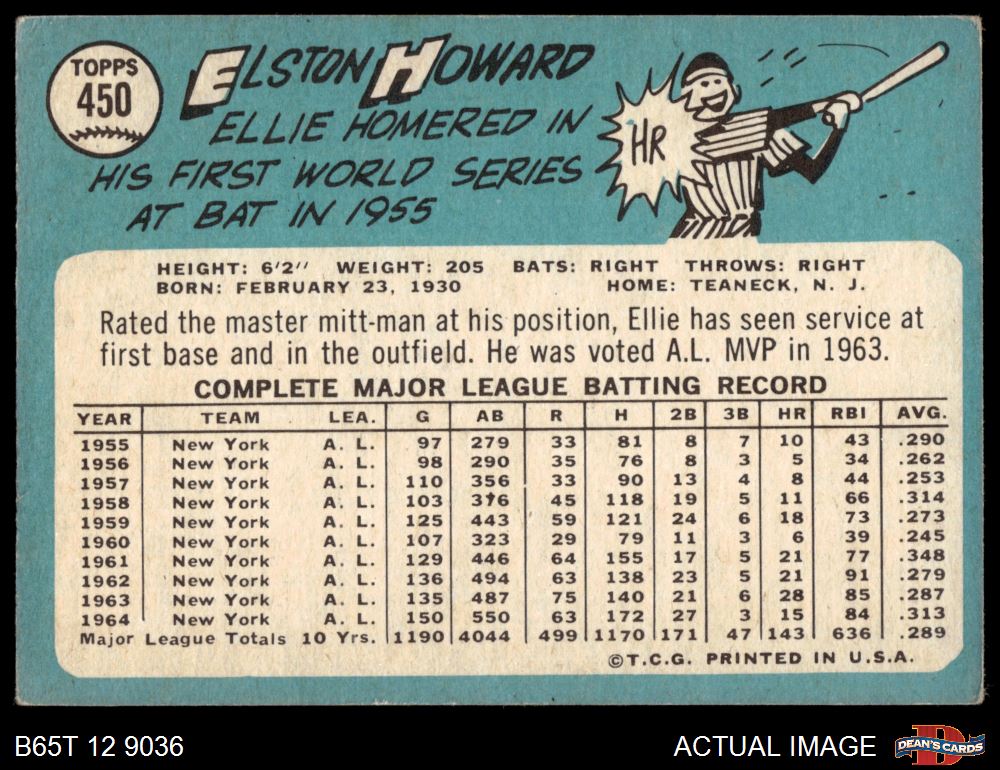 TOPPS
450
ELSTON HOWARD
ELLIE HOMERED IN
HIS FIRST WORLD SERIES
AT BAT IN 1955
HR
HEIGHT: 6'2" WEIGHT: 205 BATS: RIGHT THROWS: RIGHT
BORN: FEBRUARY 23, 1930 HOME: TEANECK, N. J.
Rated the master mitt-man at his position, Ellie has seen service at
first base and in the outfield. He was voted A.L. MVP in 1963.
COMPLETE MAJOR LEAGUE BATTING RECORD
YEAR TEAM LEA. G AB R H 2B 3B HR RBI AVG.
1955 New York A. L. 97 279 33 81 8 7 10 43 .290
1956 New York A. L. 98 290 35 76 8 3 5 34 .262
1957 New York A. L. 110 356 33 90 13 4 8 44 .253
1958 New York A. L. 103 376 45 118 19 5 11 66 .314
1959 New York A. L. 125 443 59 121 24 6 18 73 .273
1960 New York A. L. 107 323 29 79 11 3 6 39 .245
1961 New York A. L. 129 446 64 155 17 5 21 77 .348
1962 New York A. L. 136 494 63 138 23 5 21 91 .279
1963 New York A. L. 135 487 75 140 21 6 28 85 .287
1964 New York A. L. 150 550 63 172 27 3 15 84 .313
Major League Totals 10 Yrs. 1190 4044 499 1170 171 47 143 636 .289
©T.C.G. PRINTED IN U.S.A.
B65T 12 9036 ACTUAL IMAGE D DEAN'S CARDS